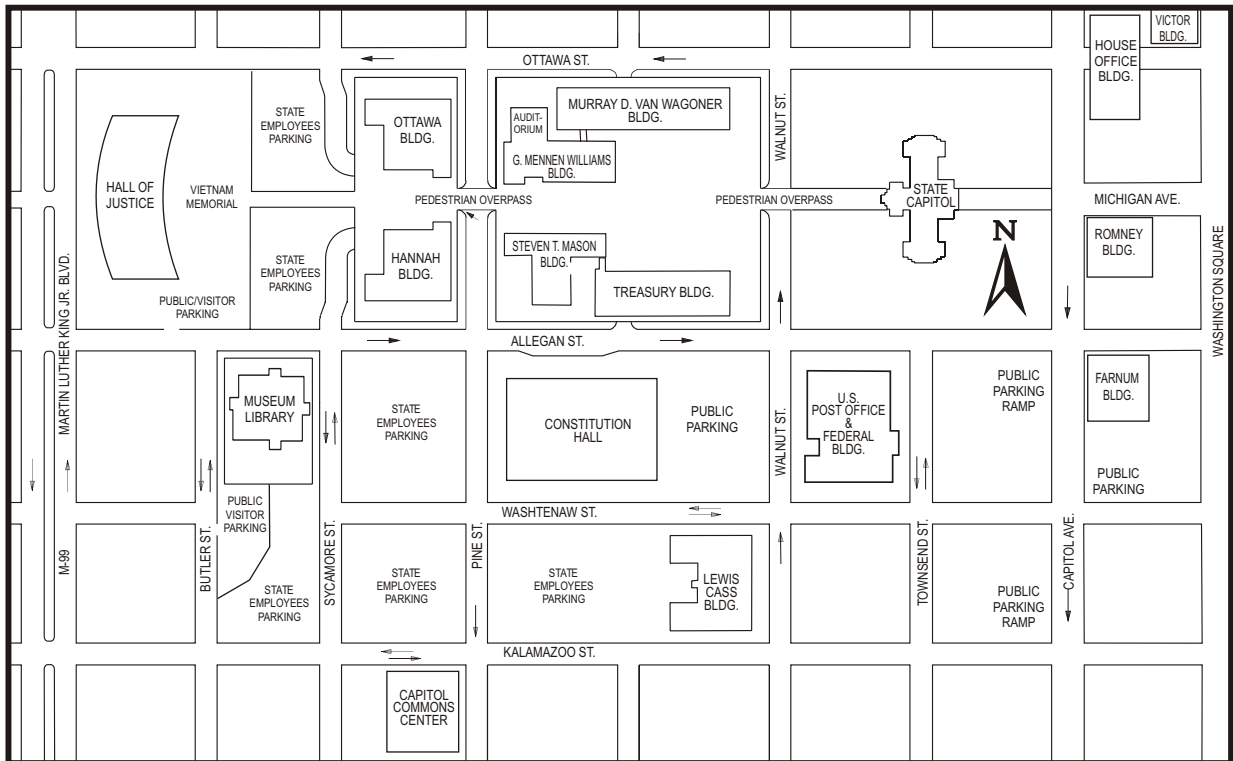 VICTOR
BLDG.
HOUSE
OFFICE
BLDG.
OTTAWA ST.
STATE
EMPLOYEES
PARKING
OTTAWA
BLDG.
AUDIT-
ORIUM
MURRAY D. VAN WAGONER
BLDG.
G. MENNEN WILLIAMS
BLDG.
WALNUT ST.
HALL OF
JUSTICE
VIETNAM
MEMORIAL
PEDESTRIAN OVERPASS
PEDESTRIAN OVERPASS
STATE
CAPITOL
MICHIGAN AVE.
N
STATE
EMPLOYEES
PARKING
HANNAH
BLDG.
STEVEN T. MASON
BLDG.
TREASURY BLDG.
ROMNEY
BLDG.
WASHINGTON SQUARE
PUBLIC/VISITOR
PARKING
MARTIN LUTHER KING JR. BLVD.
ALLEGAN ST.
MUSEUM
LIBRARY
STATE
EMPLOYEES
PARKING
CONSTITUTION
HALL
PUBLIC
PARKING
WALNUT ST.
U.S.
POST OFFICE
&
FEDERAL
BLDG.
PUBLIC
PARKING
RAMP
FARNUM
BLDG.
PUBLIC
PARKING
PUBLIC
VISITOR
PARKING
WASHTENAW ST.
M-99
BUTLER ST.
STATE
EMPLOYEES
PARKING
SYCAMORE ST.
STATE
EMPLOYEES
PARKING
PINE ST.
STATE
EMPLOYEES
PARKING
LEWIS
CASS
BLDG.
TOWNSEND ST.
PUBLIC
PARKING
RAMP
CAPITOL AVE.
KALAMAZOO ST.
CAPITOL
COMMONS
CENTER